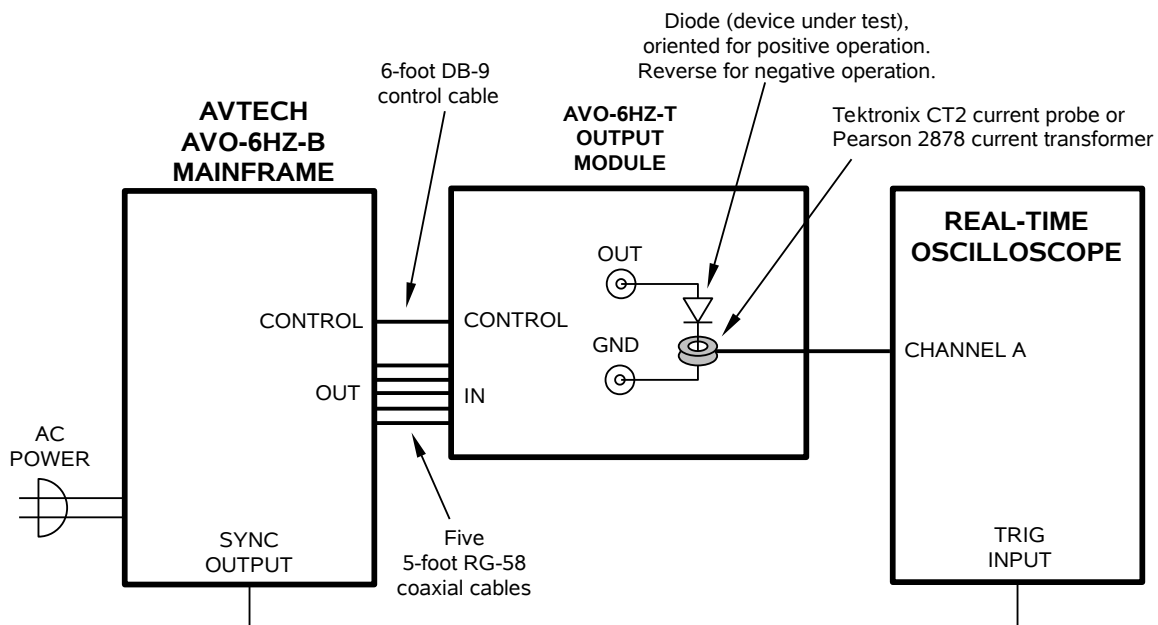 Diode (device under test),
oriented for positive operation.
Reverse for negative operation.
6-foot DB-9
control cable
AVTECH
AVO-6HZ-B
MAINFRAME
AVO-6HZ-T
OUTPUT
MODULE
Tektronix CT2 current probe or
Pearson 2878 current transformer
REAL-TIME
OSCILLOSCOPE
OUT
CONTROL
CONTROL
GND
CHANNEL A
OUT
IN
AC
POWER
SYNC
OUTPUT
Five
5-foot RG-58
coaxial cables
TRIG
INPUT